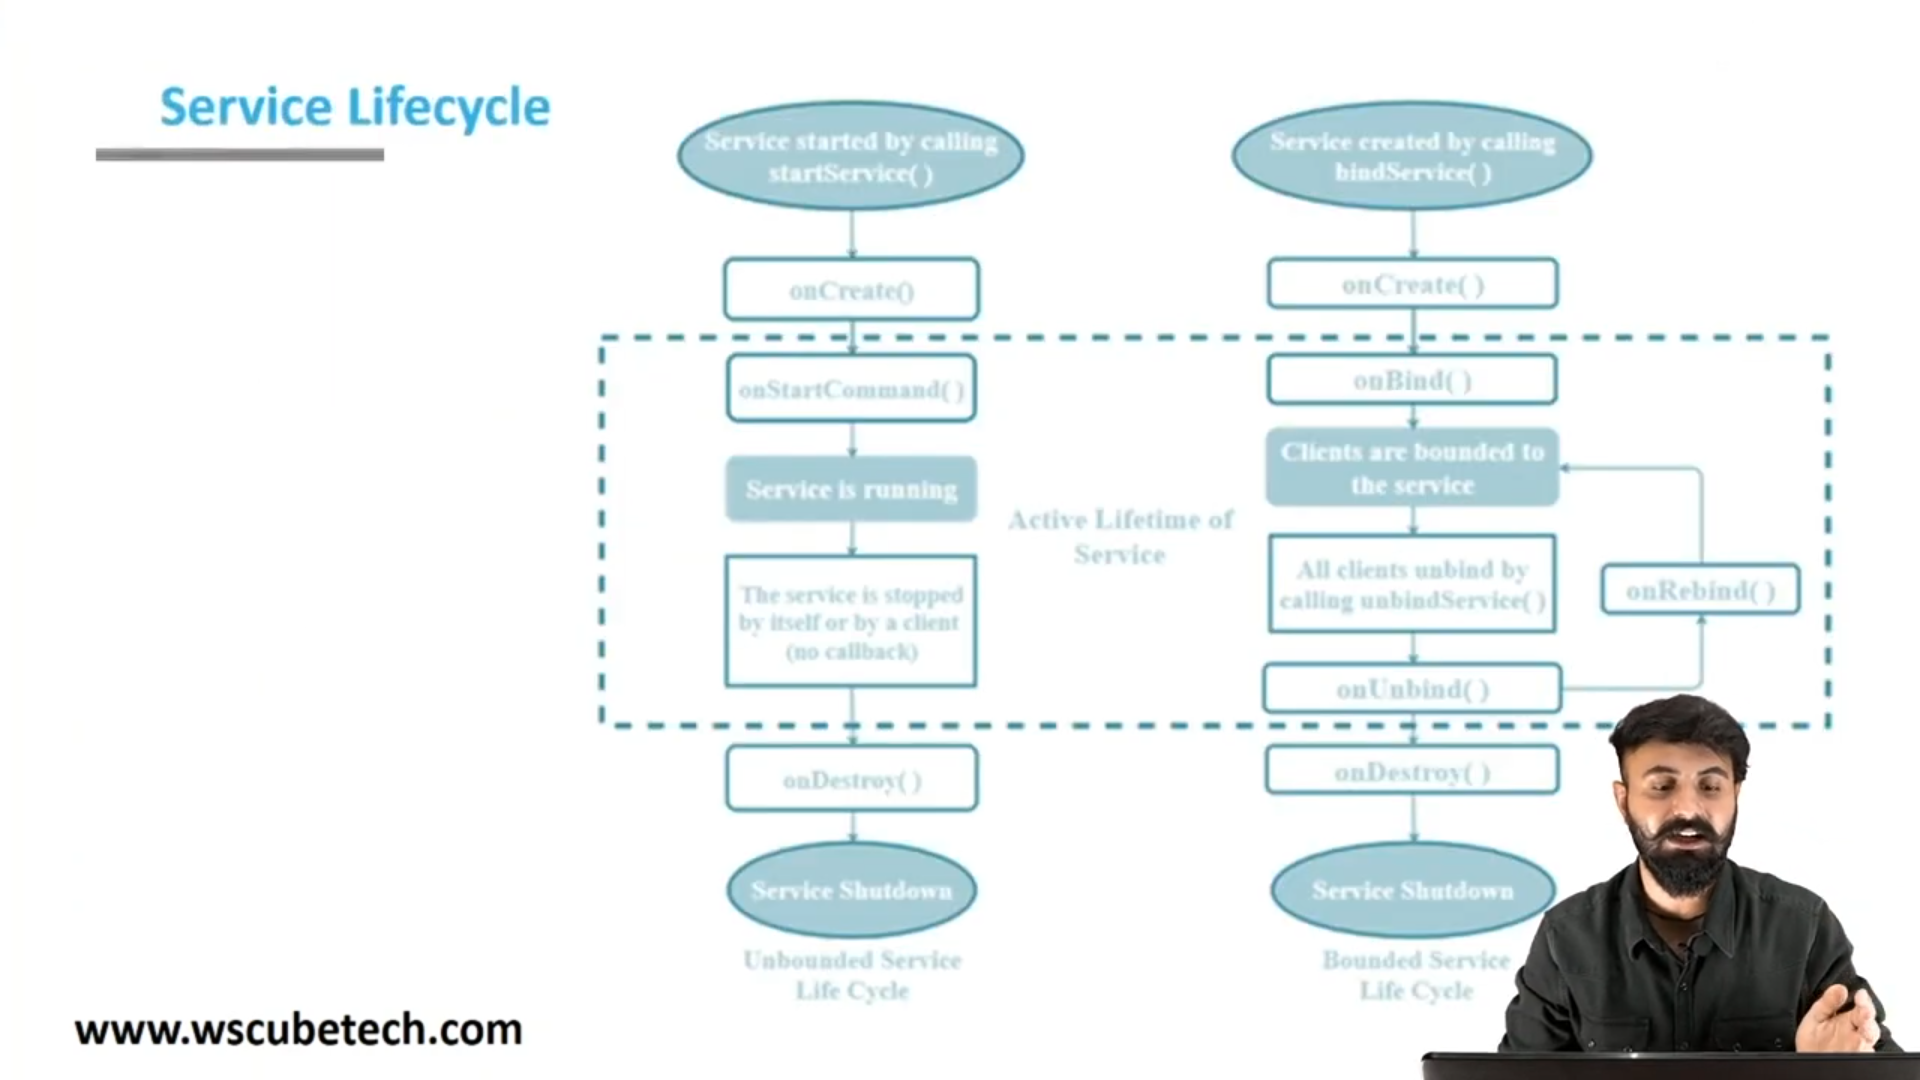 Service Lifecycle
Service started by calling
startService( )
onCreate()
onStartCommand( )
Service is running
The service is stopped
by itself or by a client
(no callback)
onDestroy( )
Service Shutdown
Unbounded Service
Life Cycle
Active Lifetime of
Service
Service created by calling
bindService( )
onCreate( )
onBind( )
Clients are bounded to
the service
All clients unbind by
calling unbindService( )
onRebind( )
onUnbind( )
onDestroy( )
Service Shutdown
Bounded Service
Life Cycle
www.wscubetech.com